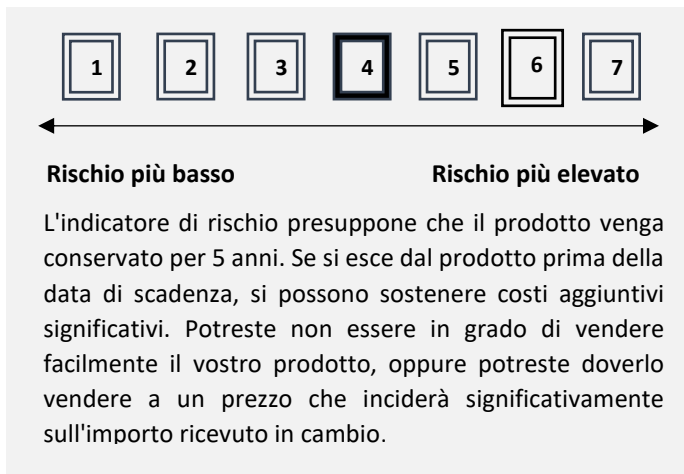 1 2 3 4 5 6 7
Rischio più basso Rischio più elevato
L'indicatore di rischio presuppone che il prodotto venga
conservato per 5 anni. Se si esce dal prodotto prima della
data di scadenza, si possono sostenere costi aggiuntivi
significativi. Potreste non essere in grado di vendere
facilmente il vostro prodotto, oppure potreste doverlo
vendere a un prezzo che inciderà significativamente
sull'importo ricevuto in cambio.